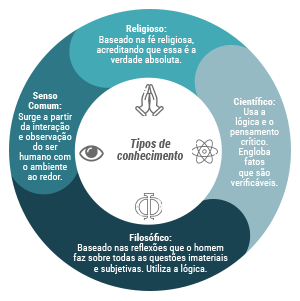 Religioso:
Baseado na fé religiosa,
acreditando que essa é a
verdade absoluta.
Científico:
Usa a
lógica e o
pensamento
crítico.
Engloba
fatos
que são
verificáveis.
Senso
Comum:
Surge a partir
da interação
e observação
do ser
humano com
o ambiente
ao redor.
Tipos de
conhecimento
Filosófico:
Baseado nas reflexões que o homem
faz sobre todas as questões imateriais
e subjetivas. Utiliza a lógica.